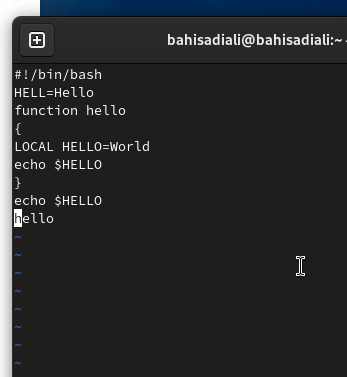 bahisadiali@bahisadiali:~
#!/bin/bash
HELL=Hello
function hello
{
LOCAL HELLO=World
echo $HELLO
}
echo $HELLO
hello
~
~
~
~
~
~
~
~